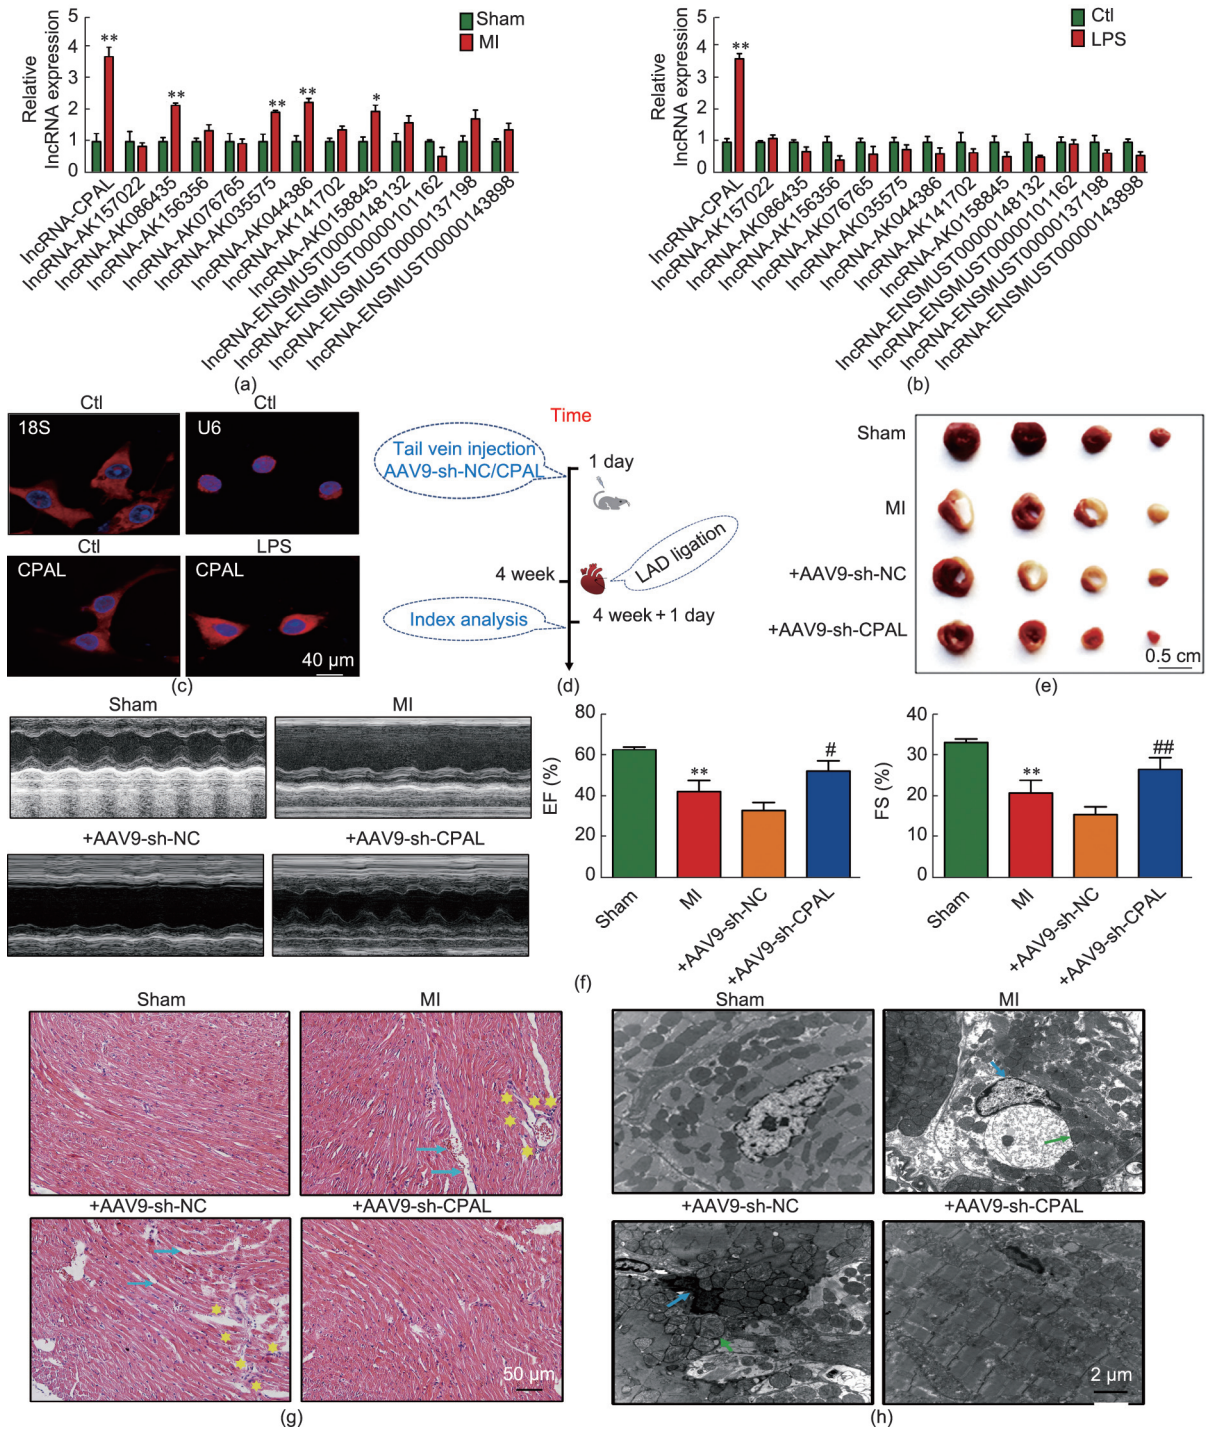 Relative
lncRNA expression
5
4
3
2
1
0
Sham
MI
**
**
**
**
*
lncRNA-CPAL
lncRNA-AK157022
lncRNA-AK086435
lncRNA-AK156356
lncRNA-AK076765
lncRNA-AK035575
lncRNA-AK044386
lncRNA-AK141702
lncRNA-AK0158845
lncRNA-ENSMUST00000148132
lncRNA-ENSMUST00000101162
lncRNA-ENSMUST00000137198
lncRNA-ENSMUST00000143898
(a)
Relative
lncRNA expression
5
4
3
2
1
0
Ctl
LPS
**
lncRNA-CPAL
lncRNA-AK157022
lncRNA-AK086435
lncRNA-AK156356
lncRNA-AK076765
lncRNA-AK035575
lncRNA-AK044386
lncRNA-AK141702
lncRNA-AK0158845
lncRNA-ENSMUST00000148132
lncRNA-ENSMUST00000101162
lncRNA-ENSMUST00000137198
lncRNA-ENSMUST00000143898
(b)
Ctl
Ctl
18S
U6
Ctl
LPS
CPAL
CPAL
40 μm
(c)
Time
Tail vein injection
AAV9-sh-NC/CPAL
1 day
LAD ligation
4 week
Index analysis
4 week + 1 day
(d)
Sham
MI
+AAV9-sh-NC
+AAV9-sh-CPAL
0.5 cm
(e)
Sham
MI
+AAV9-sh-NC
+AAV9-sh-CPAL
EF (%)
80
60
40
20
0
**
#
Sham
MI
+AAV9-sh-NC
+AAV9-sh-CPAL
FS (%)
40
30
20
10
0
**
##
Sham
MI
+AAV9-sh-NC
+AAV9-sh-CPAL
(f)
Sham
MI
+AAV9-sh-NC
+AAV9-sh-CPAL
50 μm
(g)
Sham
MI
+AAV9-sh-NC
+AAV9-sh-CPAL
2 μm
(h)